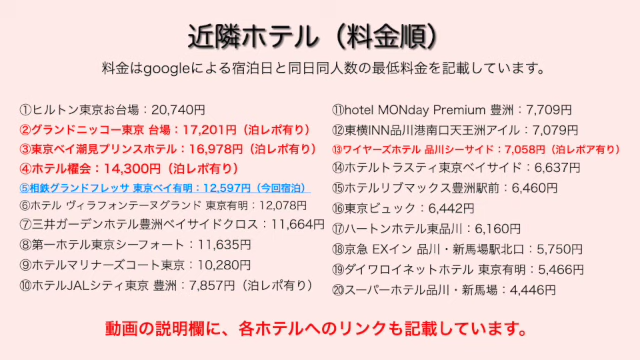 近隣ホテル（料金順）
料金はgoogleによる宿泊日と同日同人数の最低料金を記載しています。
①ヒルトン東京お台場：20,740円
②グランドニッコー東京 台場：17,201円（泊レポ有り）
③東京ベイ潮見プリンスホテル：16,978円（泊レポ有り）
④ホテル櫂会：14,300円（泊レポ有り）
⑤相鉄グランドフレッサ 東京ベイ有明：12,597円（今回宿泊）
⑥ホテル ヴィラフォンテーヌグランド 東京有明：12,078円
⑦三井ガーデンホテル豊洲ベイサイドクロス：11,664円
⑧第一ホテル東京シーフォート：11,635円
⑨ホテルマリナーズコート東京：10,280円
⑩ホテルJALシティ東京 豊洲：7,857円（泊レポ有り）
⑪hotel MONday Premium 豊洲：7,709円
⑫東横INN品川港南口天王洲アイル：7,079円
⑬ワイヤーズホテル 品川シーサイド：7,058円（泊レポア有り）
⑭ホテルトラスティ東京ベイサイド：6,637円
⑮ホテルリブマックス豊洲駅前：6,460円
⑯東京ビュック：6,442円
⑰ハートンホテル東品川：6,160円
⑱京急 EXイン 品川・新馬場駅北口：5,750円
⑲ダイワロイネットホテル 東京有明：5,466円
⑳スーパーホテル品川・新馬場：4,446円
動画の説明欄に、各ホテルへのリンクも記載しています。